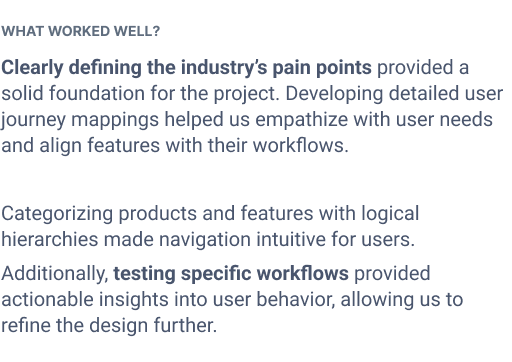 WHAT WORKED WELL?
Clearly defining the industry’s pain points provided a
solid foundation for the project. Developing detailed user
journey mappings helped us empathize with user needs
and align features with their workflows.
Categorizing products and features with logical
hierarchies made navigation intuitive for users.
Additionally, testing specific workflows provided
actionable insights into user behavior, allowing us to
refine the design further.